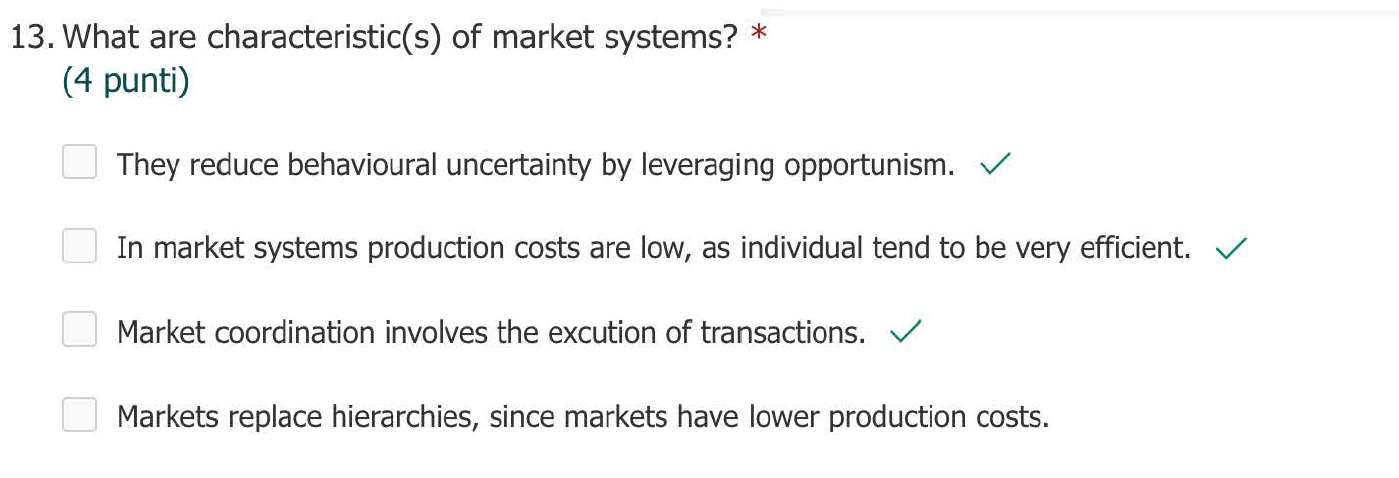 13. What are characteristic(s) of market systems? *
(4 punti)
They reduce behavioural uncertainty by leveraging opportunism.
In market systems production costs are low, as individual tend to be very efficient.
Market coordination involves the excution of transactions.
Markets replace hierarchies, since markets have lower production costs.